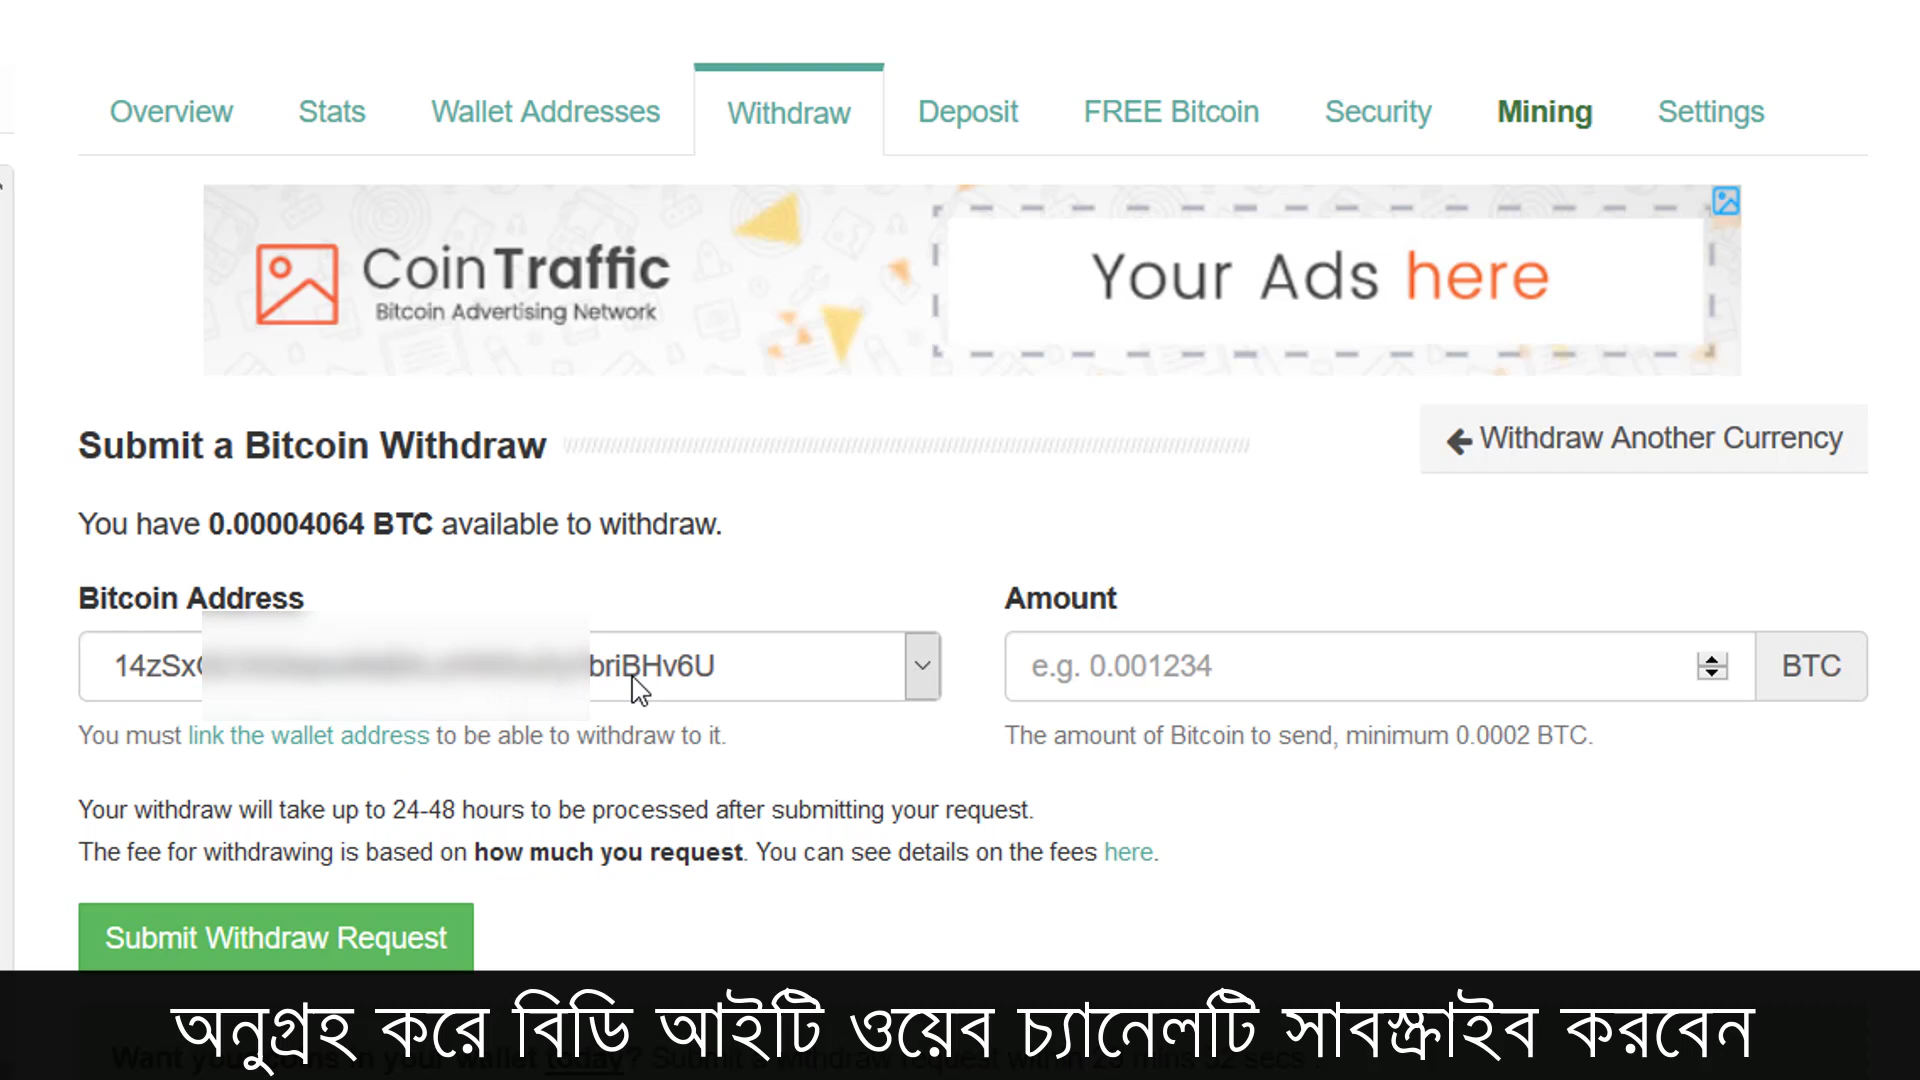 Overview Stats Wallet Addresses Withdraw Deposit FREE Bitcoin Security Mining Settings
CoinTraffic
Bitcoin Advertising Network
Your Ads here
Submit a Bitcoin Withdraw
Withdraw Another Currency
You have 0.00004064 BTC available to withdraw.
Bitcoin Address
Amount
14zSx briBHv6U
e.g. 0.001234
BTC
You must link the wallet address to be able to withdraw to it.
The amount of Bitcoin to send, minimum 0.0002 BTC.
Your withdraw will take up to 24-48 hours to be processed after submitting your request.
The fee for withdrawing is based on how much you request. You can see details on the fees here.
Submit Withdraw Request
অনুগ্রহ করে বিডি আইটি ওয়েব চ্যানেলটি সাবস্ক্রাইব করবেন